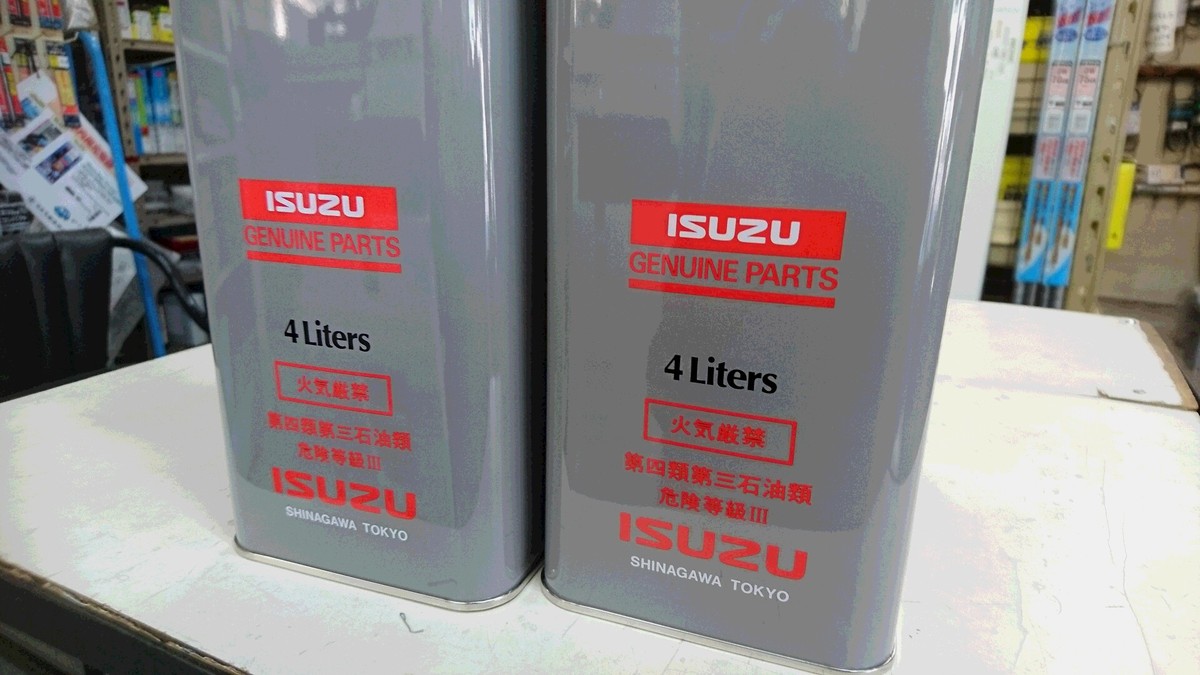 ISUZU
GENUINE PARTS
4 Liters
火気厳禁
第四類第三石油類
危険等級III
ISUZU
SHINAGAWA TOKYO
ISUZU
GENUINE PARTS
4 Liters
火気厳禁
第四類第三石油類
危険等級III
ISUZU
SHINAGAWA TOKYO